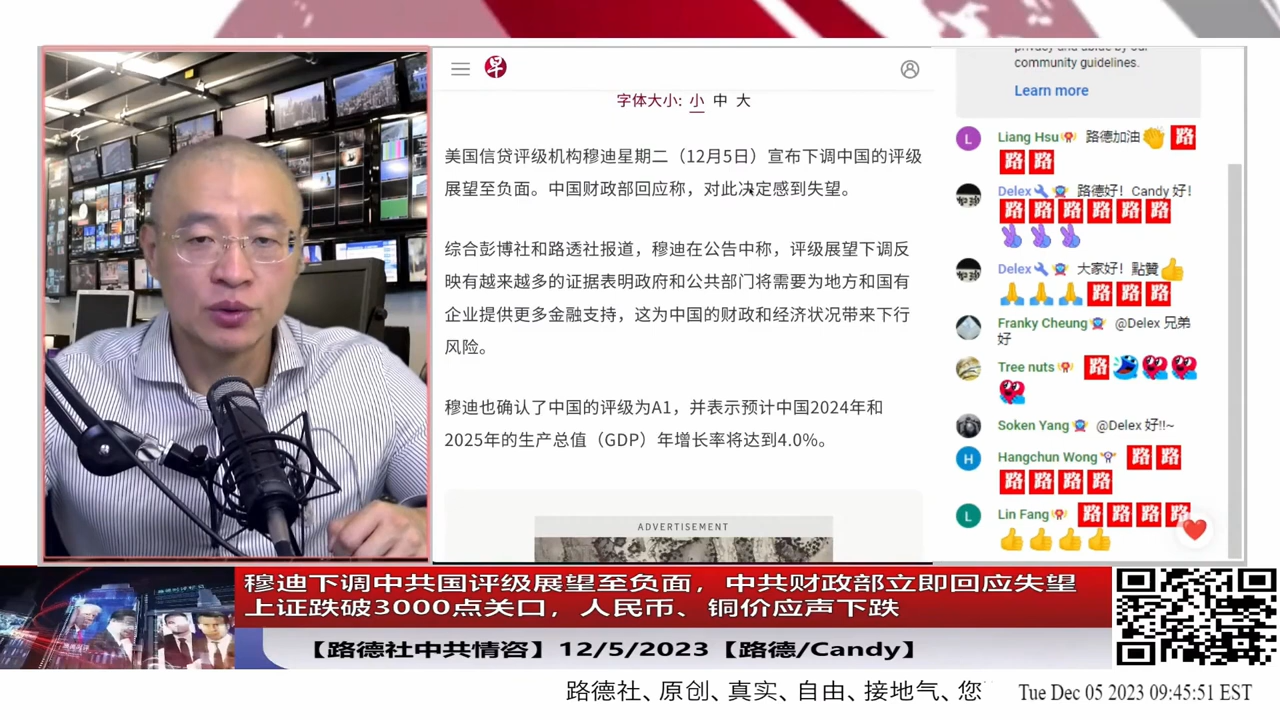 早
字体大小: 小 中 大
美国信贷评级机构穆迪星期二（12月5日）宣布下调中国的评级
展望至负面。中国财政部回应称，对此决定感到失望。
综合彭博社和路透社报道，穆迪在公告中称，评级展望下调反
映有越来越多的证据表明政府和公共部门将需要为地方和国有
企业提供更多金融支持，这为中国的财政和经济状况带来下行
风险。
穆迪也确认了中国的评级为A1，并表示预计中国2024年和
2025年的生产总值（GDP）年增长率将达到4.0%。
ADVERTISEMENT
community guidelines.
Learn more
L Liang Hsu 路德加油 路
路路
Delex 路德好！Candy 好！
路路路路路路
Delex 大家好！點贊
路路路
Franky Cheung @Delex 兄弟
好
Tree nuts 路
Soken Yang @Delex 好!!~
H Hangchun Wong 路路
路路路路
L Lin Fang 路路路路
穆迪下调中共国评级展望至负面，中共财政部立即回应失望
上证跌破3000点关口，人民币、铜价应声下跌
【路德社中共情咨】12/5/2023【路德/Candy】
路德社、原创、真实、自由、接地气、您
Tue Dec 05 2023 09:45:51 EST